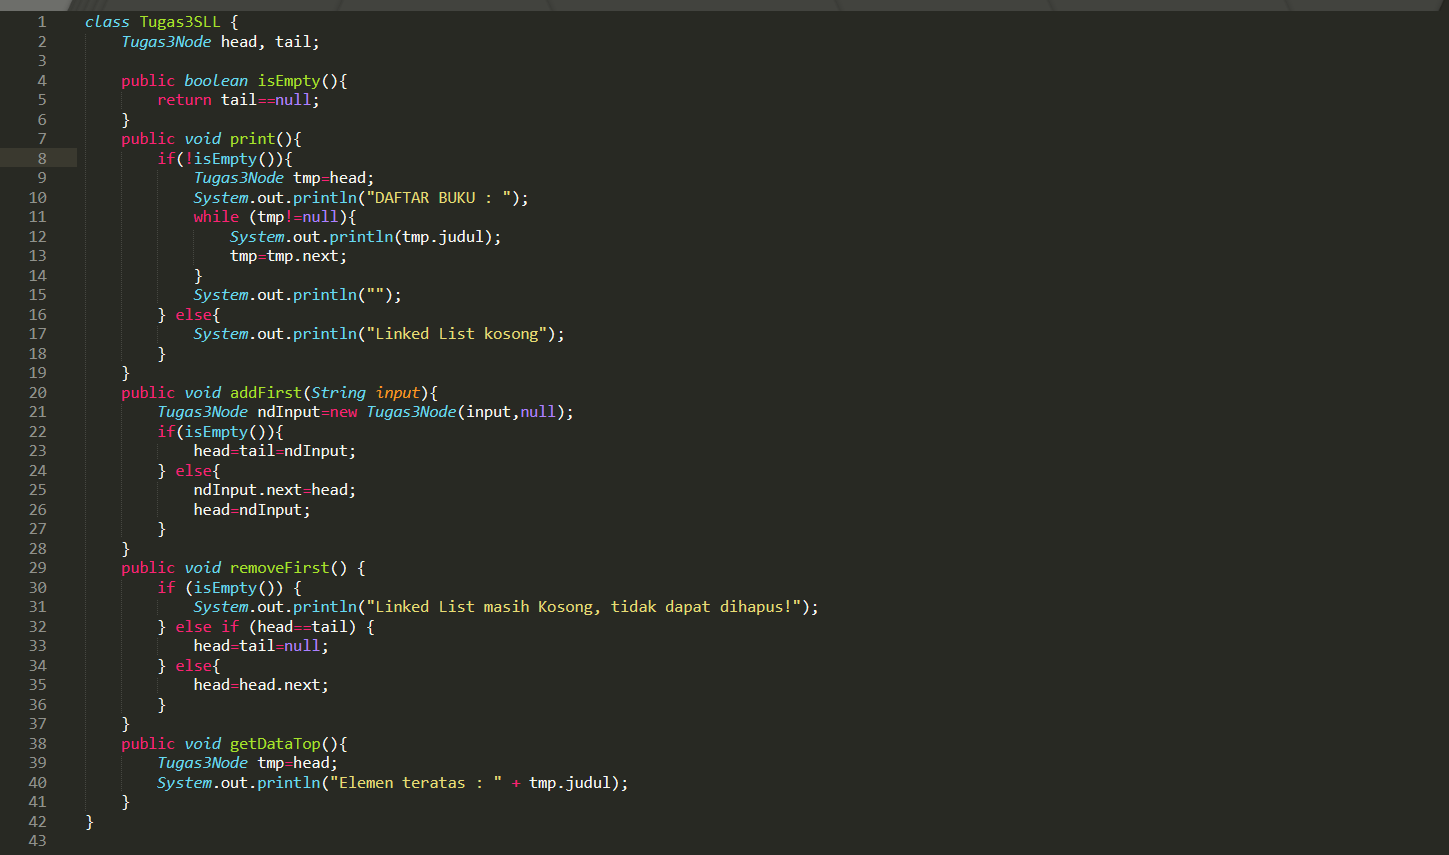 1 class Tugas3SLL {
2     Tugas3Node head, tail;
3
4     public boolean isEmpty(){
5         return tail==null;
6     }
7     public void print(){
8         if(!isEmpty()){
9             Tugas3Node tmp=head;
10             System.out.println("DAFTAR BUKU : ");
11             while (tmp!=null){
12                 System.out.println(tmp.judul);
13                 tmp=tmp.next;
14             }
15             System.out.println("");
16         } else{
17             System.out.println("Linked List kosong");
18         }
19     }
20     public void addFirst(String input){
21         Tugas3Node ndInput=new Tugas3Node(input,null);
22         if(isEmpty()){
23             head=tail=ndInput;
24         } else{
25             ndInput.next=head;
26             head=ndInput;
27         }
28     }
29     public void removeFirst() {
30         if (isEmpty()) {
31             System.out.println("Linked List masih Kosong, tidak dapat dihapus!");
32         } else if (head==tail) {
33             head=tail=null;
34         } else{
35             head=head.next;
36         }
37     }
38     public void getDataTop(){
39         Tugas3Node tmp=head;
40         System.out.println("Elemen teratas : " + tmp.judul);
41     }
42 }
43